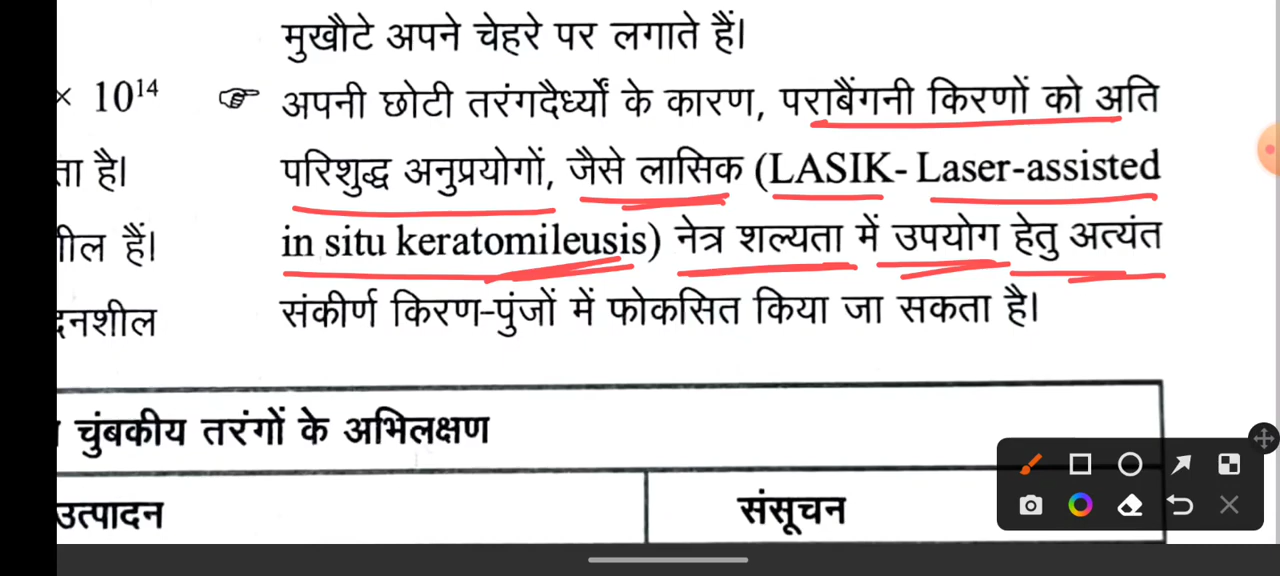 मुखौटे अपने चेहरे पर लगाते हैं।
× 10¹⁴
☞ अपनी छोटी तरंगदैर्ध्यों के कारण, पराबैंगनी किरणों को अति
ता है।
परिशुद्ध अनुप्रयोगों, जैसे लासिक (LASIK- Laser-assisted
ील हैं।
in situ keratomileusis) नेत्र शल्यता में उपयोग हेतु अत्यंत
दनशील
संकीर्ण किरण-पुंजों में फोकसित किया जा सकता है।
चुंबकीय तरंगों के अभिलक्षण
उत्पादन
संसूचन